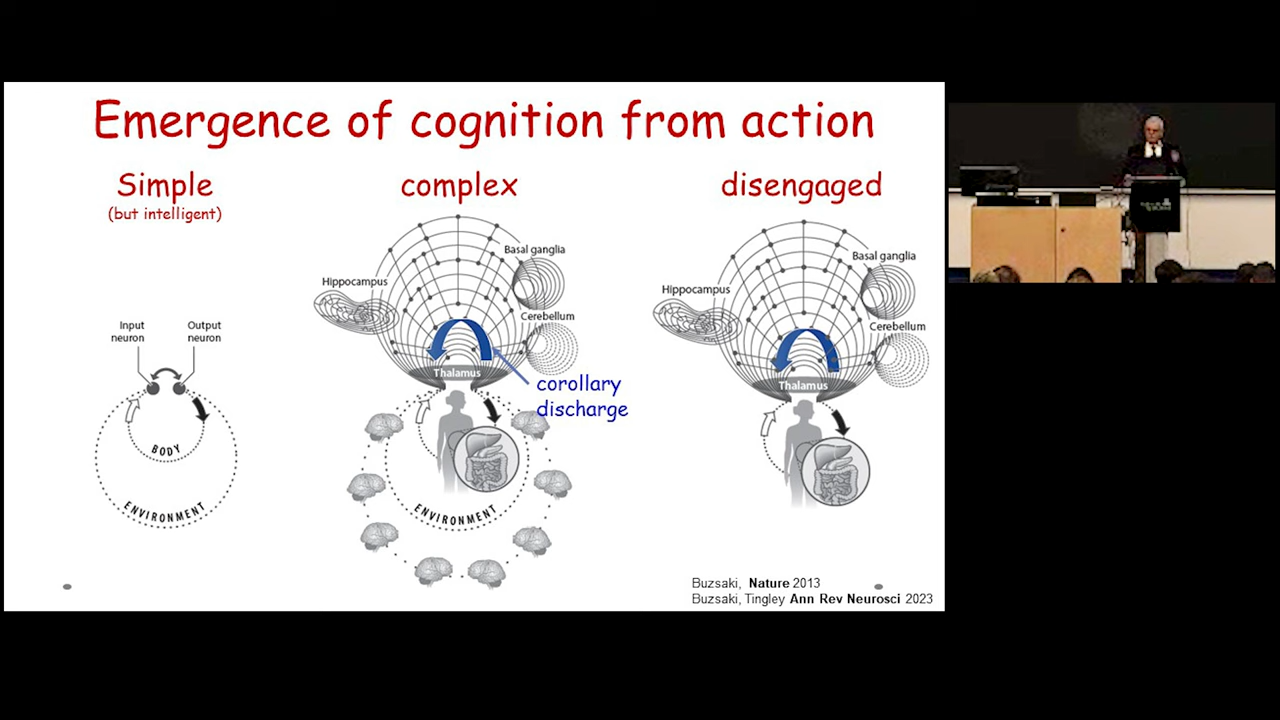 Emergence of cognition from action
Simple
(but intelligent)
Input
neuron
Output
neuron
BODY
ENVIRONMENT
complex
Hippocampus
Basal ganglia
Cerebellum
Thalamus
corollary
discharge
ENVIRONMENT
disengaged
Hippocampus
Basal ganglia
Cerebellum
Thalamus
Buzsaki, Nature 2013
Buzsaki, Tingley Ann Rev Neurosci 2023